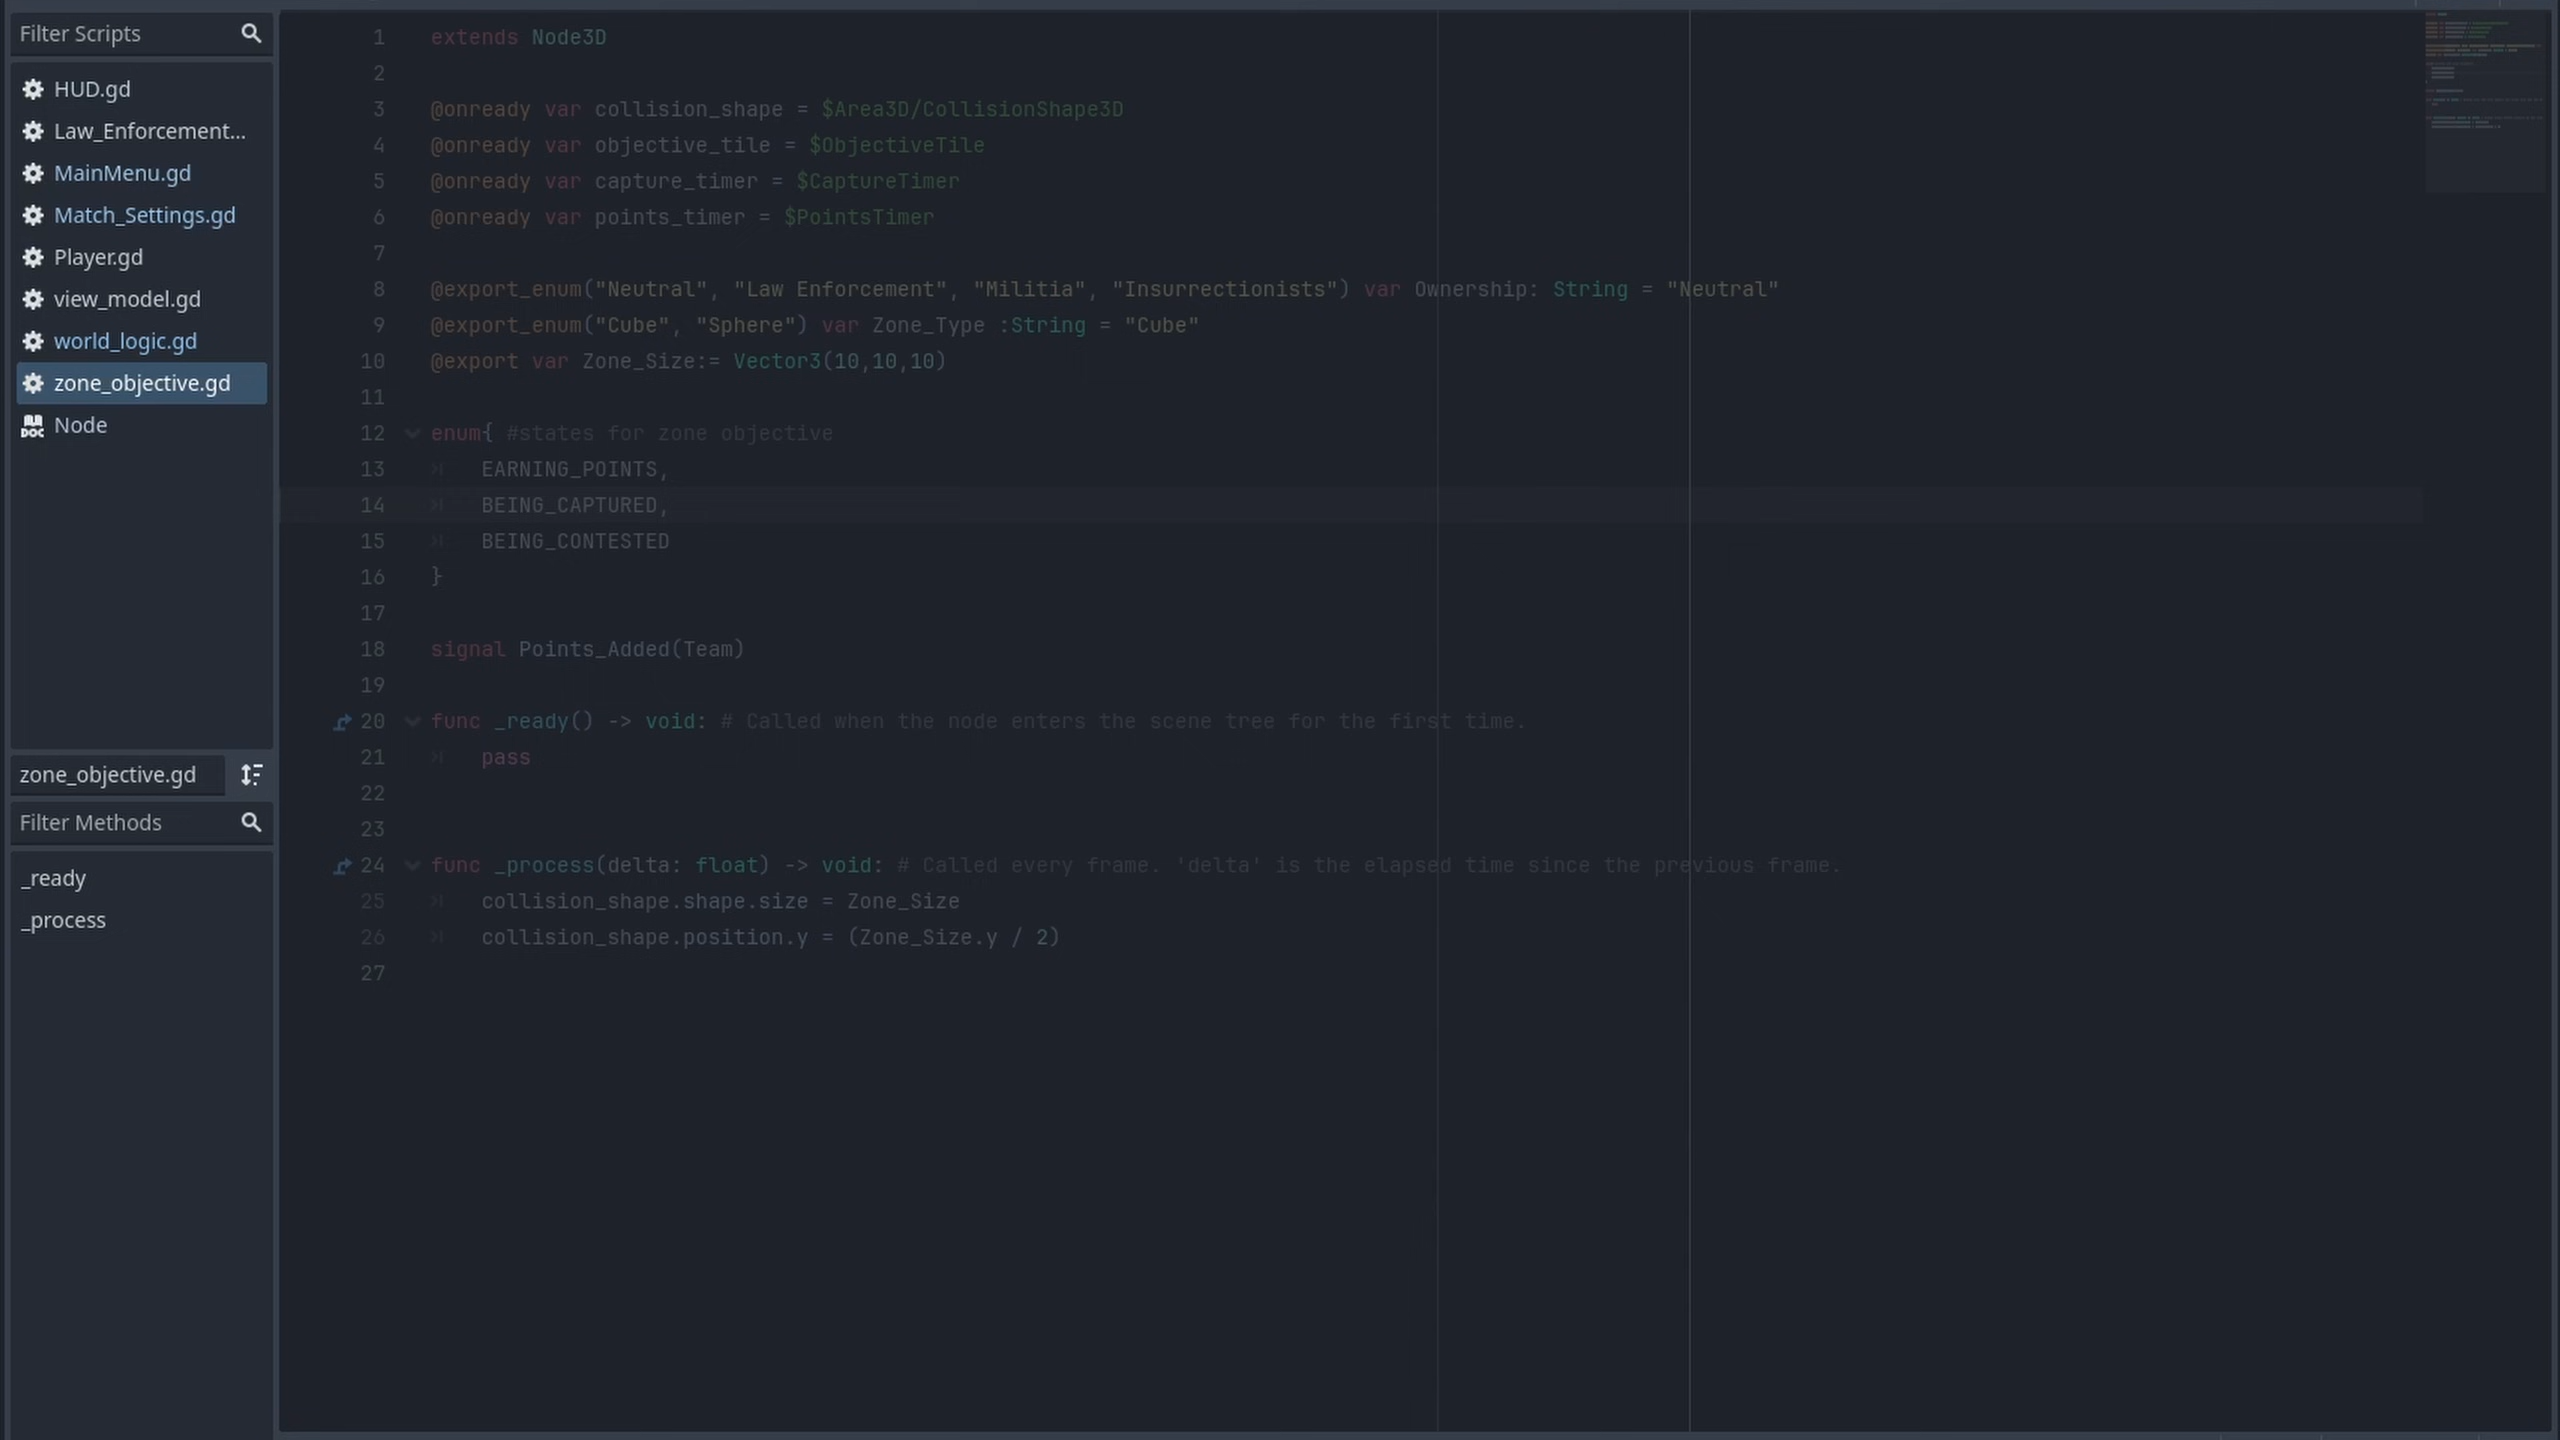 Filter Scripts
HUD.gd
Law_Enforcement...
MainMenu.gd
Match_Settings.gd
Player.gd
view_model.gd
world_logic.gd
zone_objective.gd
Node
zone_objective.gd
Filter Methods
_ready
_process
1 extends Node3D
2
3 @onready var collision_shape = $Area3D/CollisionShape3D
4 @onready var objective_tile = $ObjectiveTile
5 @onready var capture_timer = $CaptureTimer
6 @onready var points_timer = $PointsTimer
7
8 @export_enum("Neutral", "Law Enforcement", "Militia", "Insurrectionists") var Ownership: String = "Neutral"
9 @export_enum("Cube", "Sphere") var Zone_Type :String = "Cube"
10 @export var Zone_Size:= Vector3(10,10,10)
11
12 enum{ #states for zone objective
13 EARNING_POINTS,
14 BEING_CAPTURED,
15 BEING_CONTESTED
16 }
17
18 signal Points_Added(Team)
19
20 func _ready() -> void: # Called when the node enters the scene tree for the first time.
21 pass
22
23
24 func _process(delta: float) -> void: # Called every frame. 'delta' is the elapsed time since the previous frame.
25 collision_shape.shape.size = Zone_Size
26 collision_shape.position.y = (Zone_Size.y / 2)
27